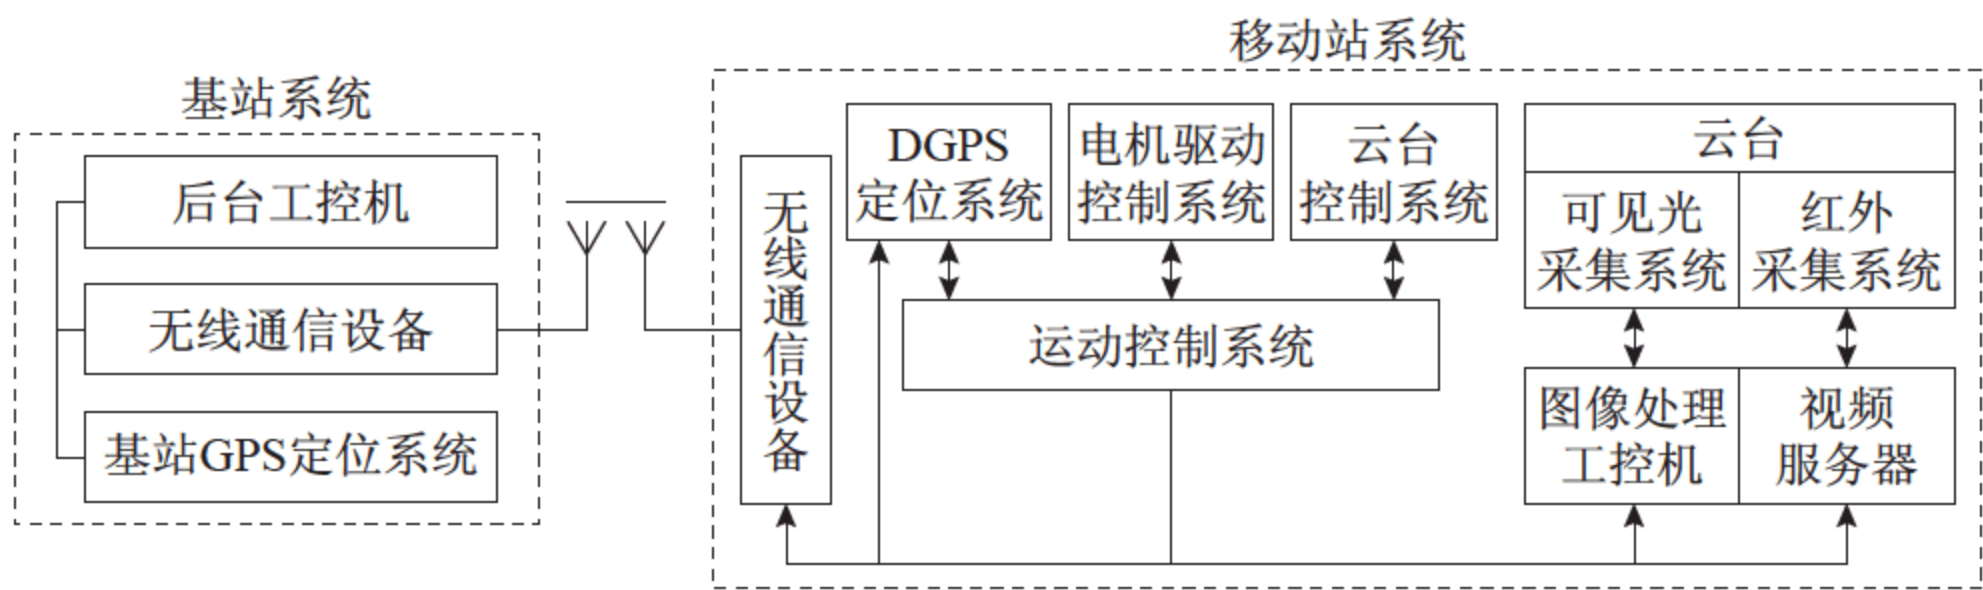 移动站系统
基站系统
后台工控机
无线通信设备
基站GPS定位系统
无线通信设备
DGPS
定位系统
电机驱动
控制系统
云台
控制系统
运动控制系统
云台
可见光
采集系统
红外
采集系统
图像处理
工控机
视频
服务器